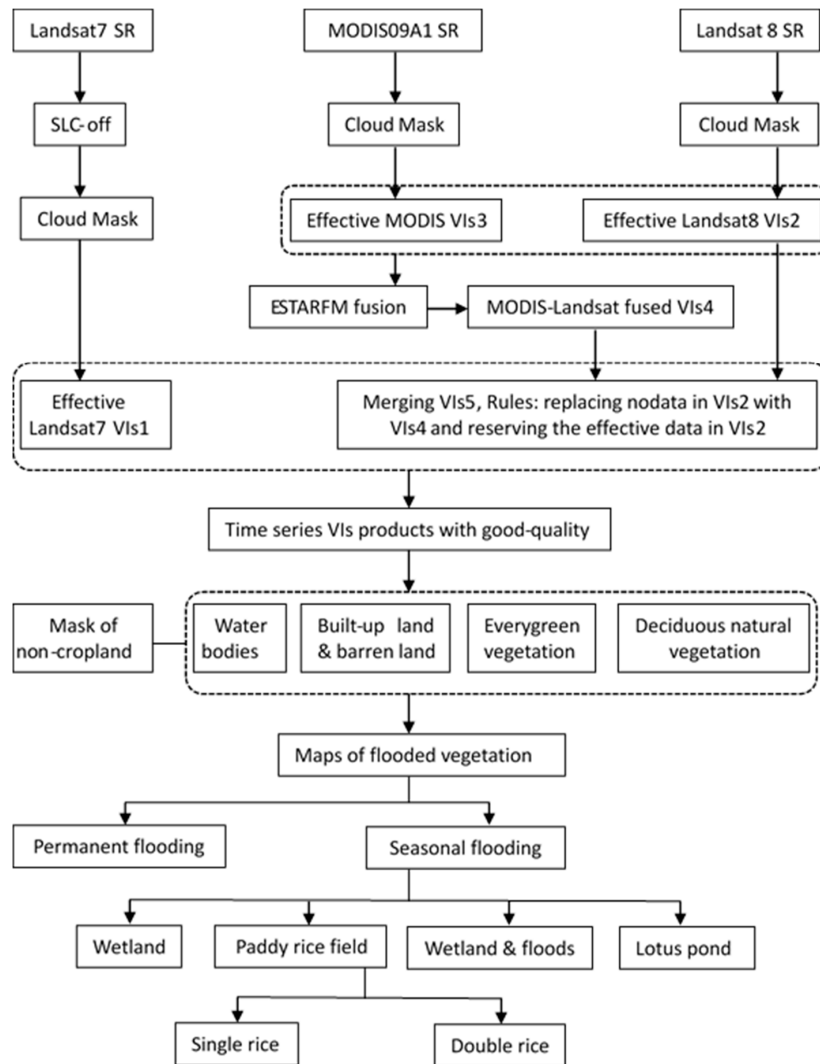 Landsat7 SR
MODIS09A1 SR
Landsat 8 SR
SLC-off
Cloud Mask
Cloud Mask
Cloud Mask
Effective MODIS VIs3
Effective Landsat8 VIs2
ESTARFM fusion
MODIS-Landsat fused VIs4
Effective
Landsat7 VIs1
Merging VIs5, Rules: replacing nodata in VIs2 with
VIs4 and reserving the effective data in VIs2
Time series VIs products with good-quality
Mask of
non-cropland
Water
bodies
Built-up land
& barren land
Everygreen
vegetation
Deciduous natural
vegetation
Maps of flooded vegetation
Permanent flooding
Seasonal flooding
Wetland
Paddy rice field
Wetland & floods
Lotus pond
Single rice
Double rice